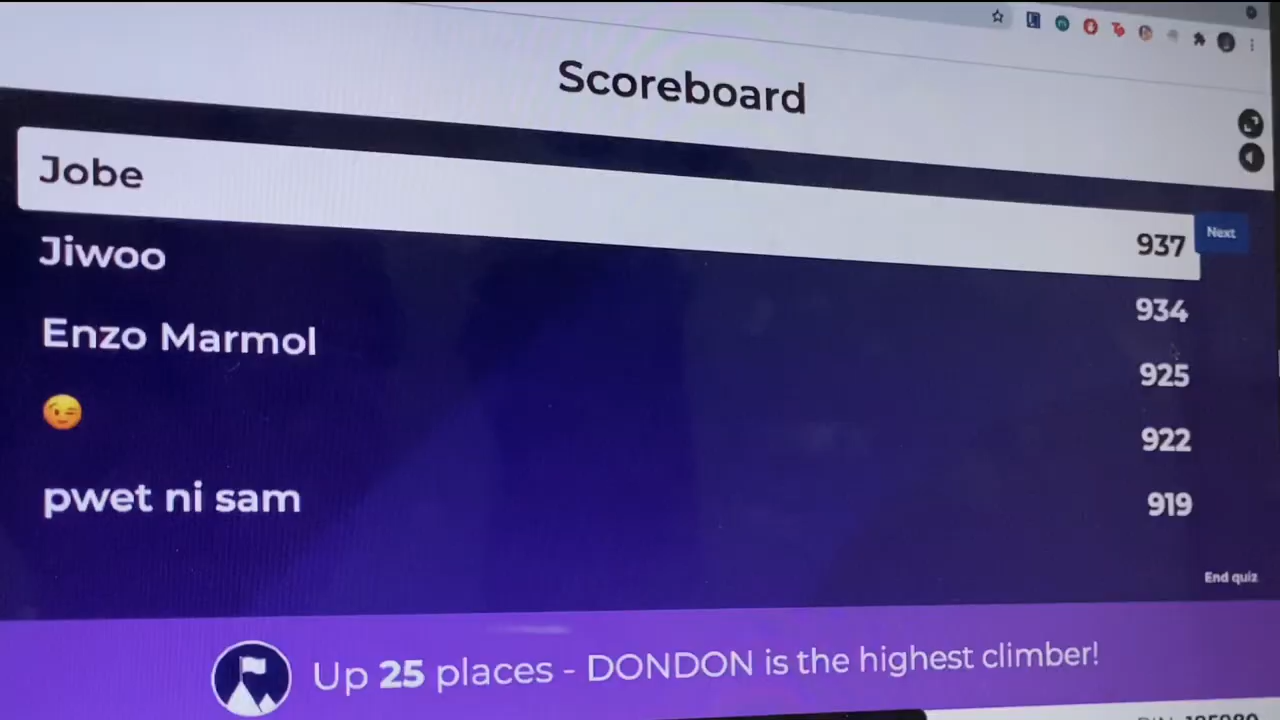 Scoreboard
Jobe 937
Next
Jiwoo 934
Enzo Marmol 925
😉 922
pwet ni sam 919
End quiz
Up 25 places - DONDON is the highest climber!